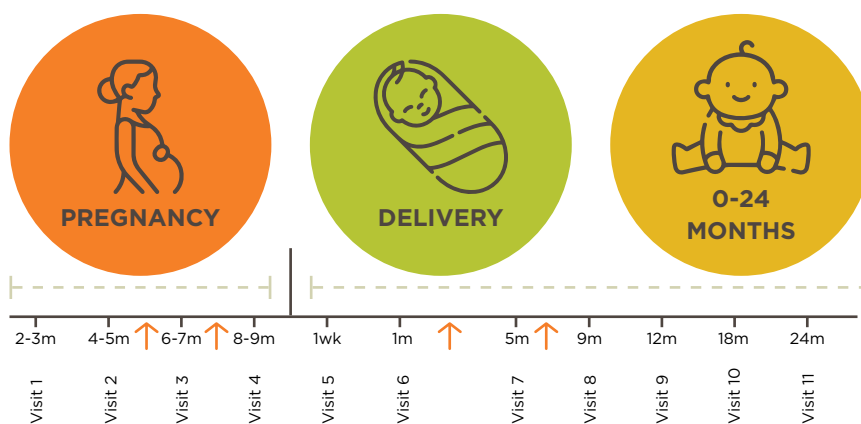 PREGNANCY
DELIVERY
0-24
MONTHS
2-3m 4-5m 6-7m 8-9m 1wk 1m 5m 9m 12m 18m 24m
Visit 1 Visit 2 Visit 3 Visit 4 Visit 5 Visit 6 Visit 7 Visit 8 Visit 9 Visit 10 Visit 11